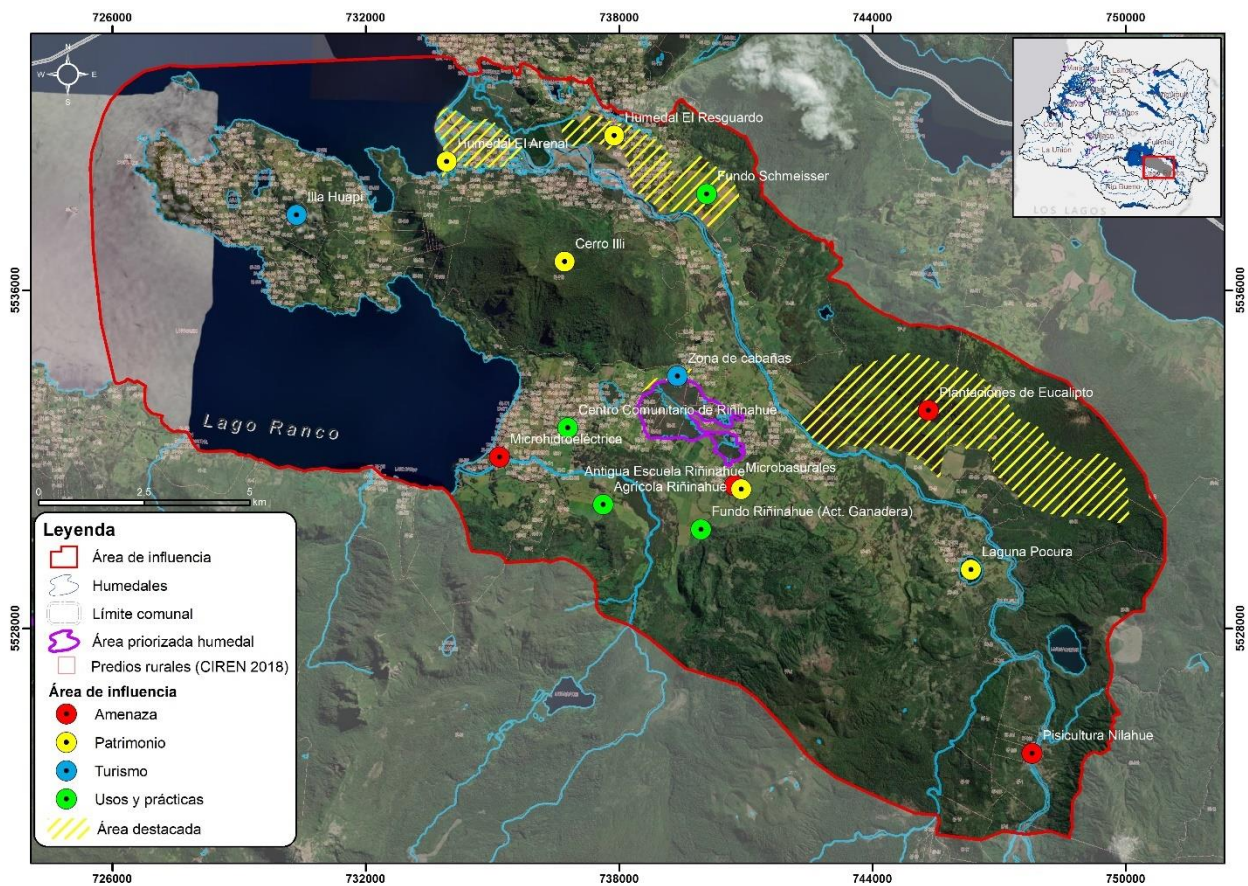 726000
732000
738000
744000
750000
N
W
E
S
Humedal El Resguardo
Humedal El Arenal
Fundo Schmeisser
Illa Huapi
La Unión
Río Bueno
LOS LAGOS
Cerro Illi
5536000
5536000
Zona de cabañas
Plantaciones de Eucalipto
Centro Comunitario de Riñinahue
Lago Ranco
Microhidroeléctrica
Antigua Escuela Riñinahue
Microbasurales
Agrícola Riñinahue
0
2.5
5
km
Fundo Riñinahue (Act. Ganadera)
Laguna Pocura
5528000
5528000
Pisicultura Nilahue
Leyenda
Área de influencia
Humedales
Límite comunal
Área priorizada humedal
Predios rurales (CIREN 2018)
Área de influencia
Amenaza
Patrimonio
Turismo
Usos y prácticas
Área destacada
726000
732000
738000
744000
750000